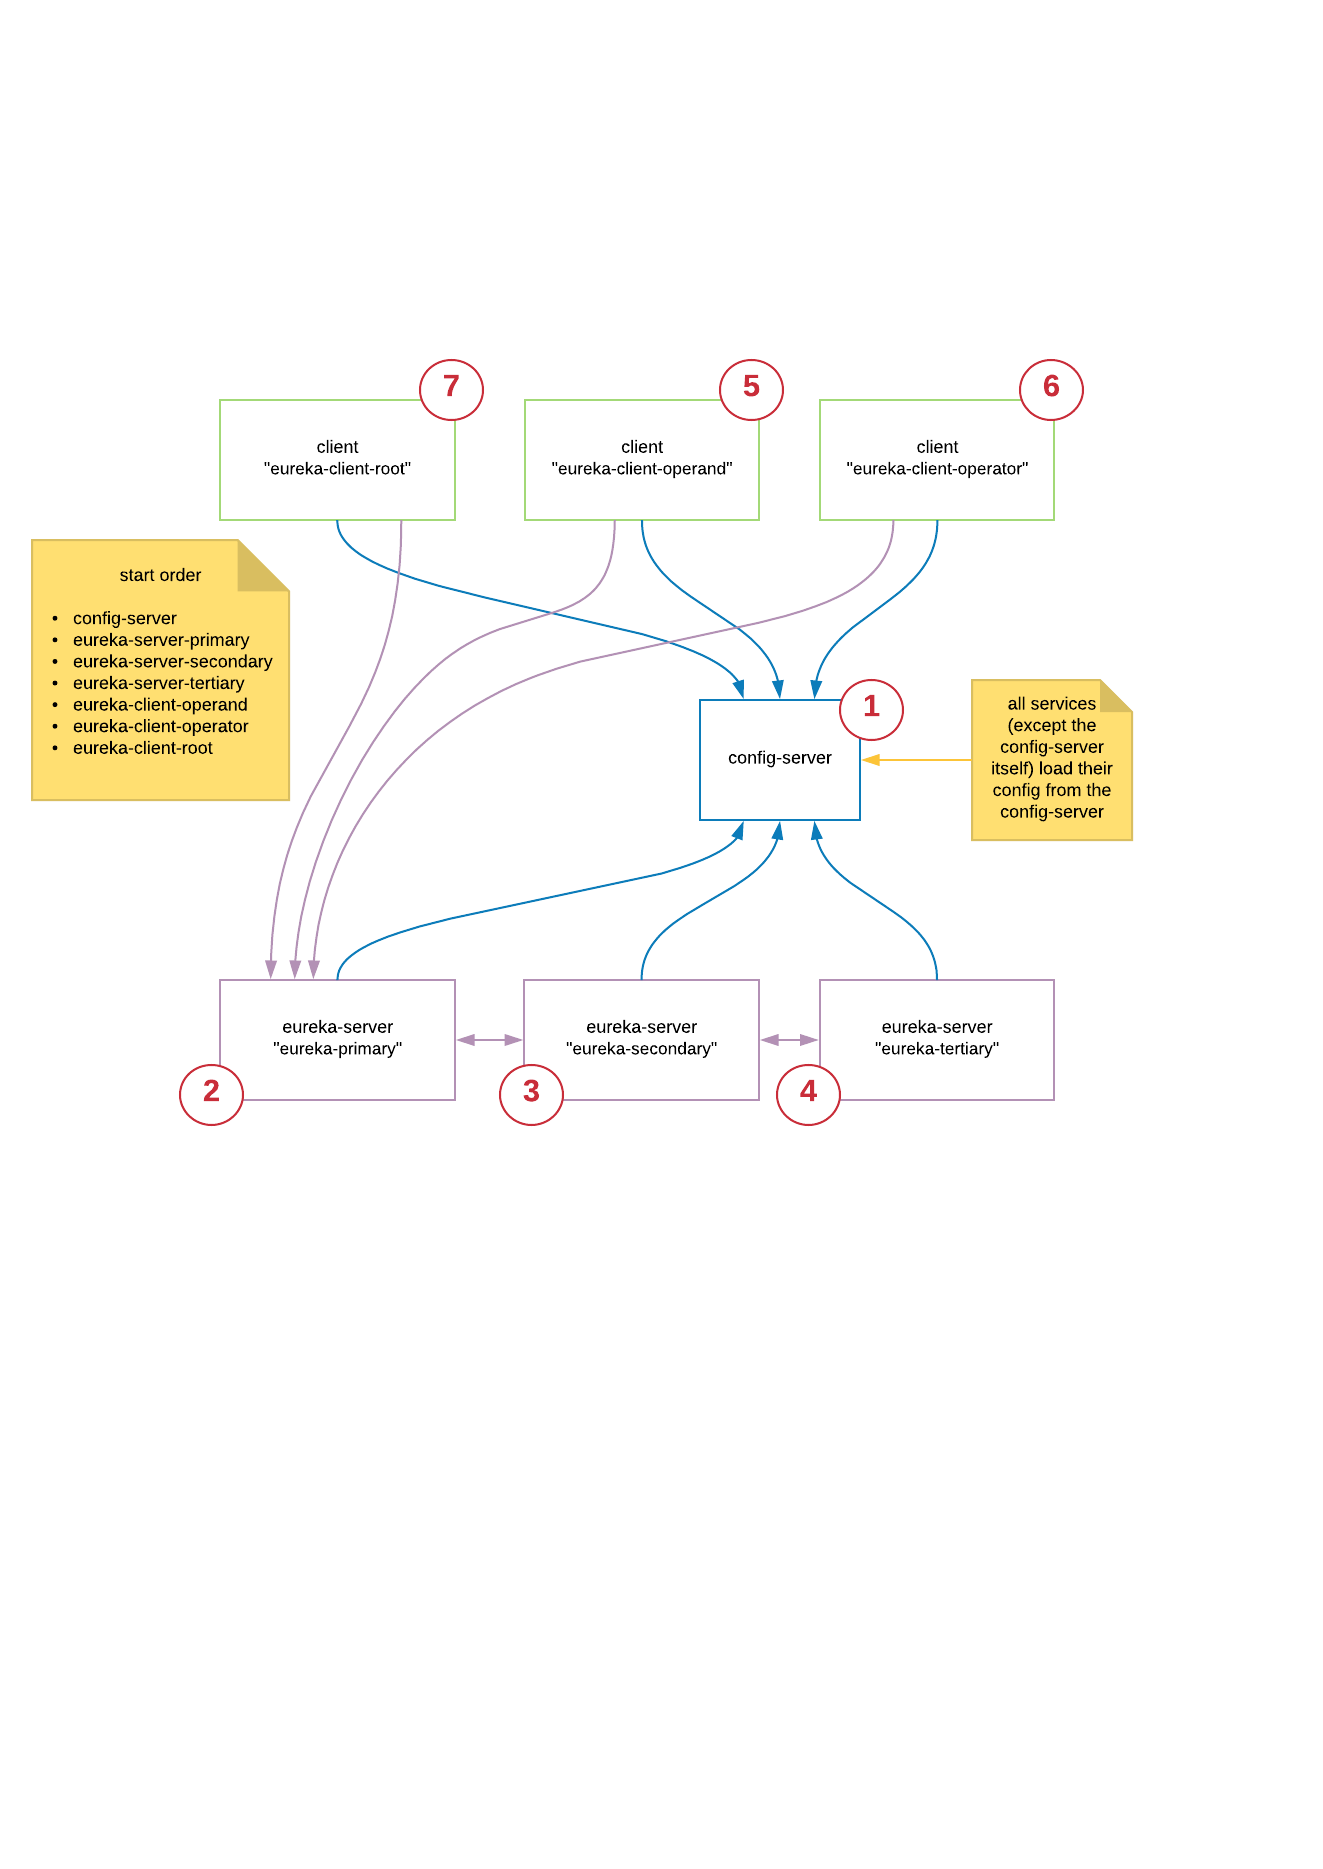 7
5
6
client
"eureka-client-root"
client
"eureka-client-operand"
client
"eureka-client-operator"
start order
• config-server
• eureka-server-primary
• eureka-server-secondary
• eureka-server-tertiary
• eureka-client-operand
• eureka-client-operator
• eureka-client-root
1
config-server
all services
(except the
config-server
itself) load their
config from the
config-server
eureka-server
"eureka-primary"
eureka-server
"eureka-secondary"
eureka-server
"eureka-tertiary"
2
3
4